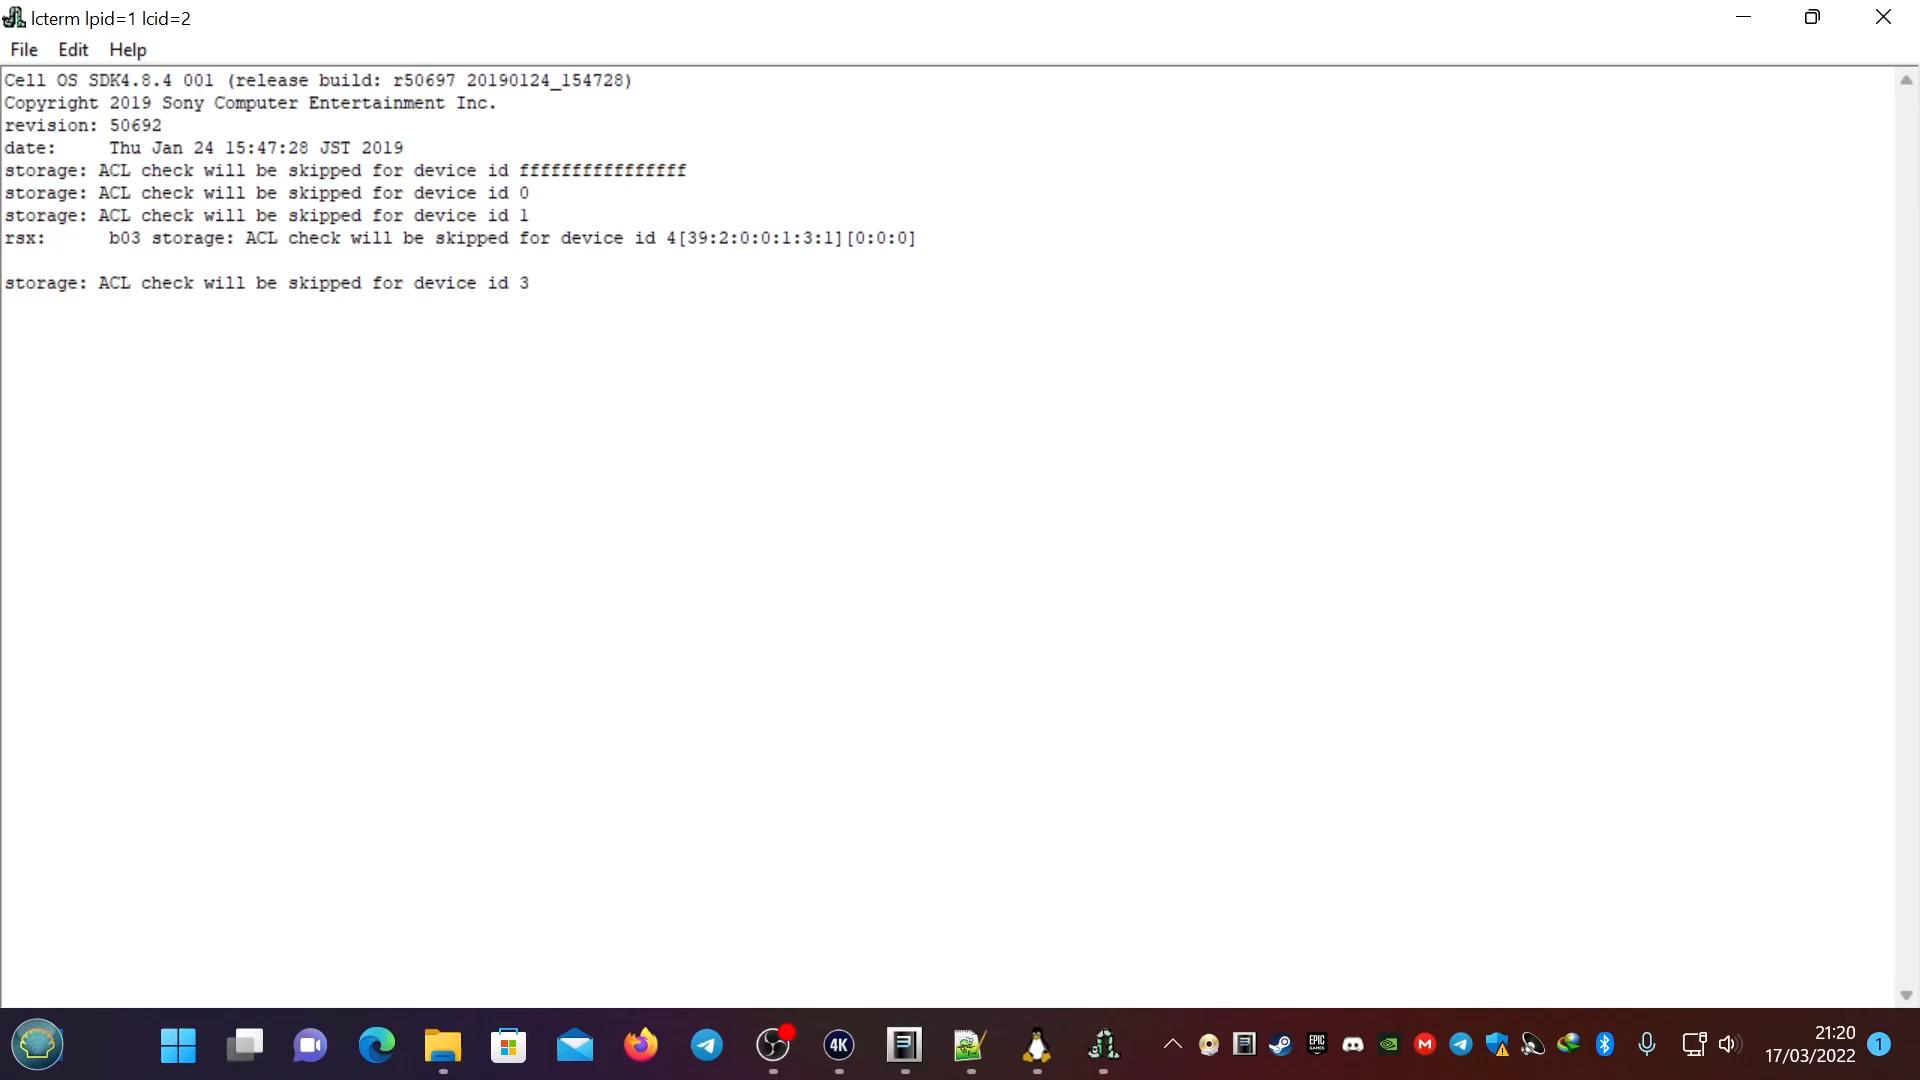 lcterm lpid=1 lcid=2
File Edit Help
Cell OS SDK4.8.4 001 (release build: r50697 20190124_154728)
Copyright 2019 Sony Computer Entertainment Inc.
revision: 50692
date: Thu Jan 24 15:47:28 JST 2019
storage: ACL check will be skipped for device id ffffffffffffffff
storage: ACL check will be skipped for device id 0
storage: ACL check will be skipped for device id 1
rsx: b03 storage: ACL check will be skipped for device id 4[39:2:0:0:1:3:1][0:0:0]
storage: ACL check will be skipped for device id 3
4K
EPIC GAMES
M
21:20
17/03/2022
1